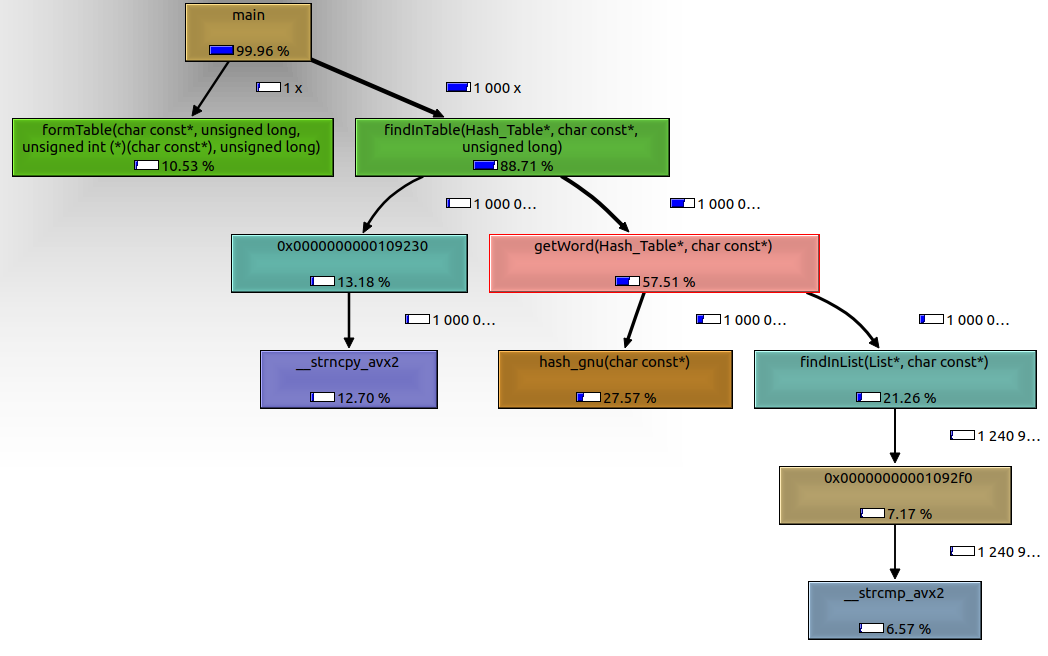 main
99.96 %
1 x
1 000 x
formTable(char const*, unsigned long,
unsigned int (*)(char const*), unsigned long)
10.53 %
findInTable(Hash_Table*, char const*,
unsigned long)
88.71 %
1 000 0...
1 000 0...
0x0000000000109230
13.18 %
getWord(Hash_Table*, char const*)
57.51 %
1 000 0...
1 000 0...
1 000 0...
__strncpy_avx2
12.70 %
hash_gnu(char const*)
27.57 %
findInList(List*, char const*)
21.26 %
1 240 9...
0x00000000001092f0
7.17 %
1 240 9...
__strcmp_avx2
6.57 %